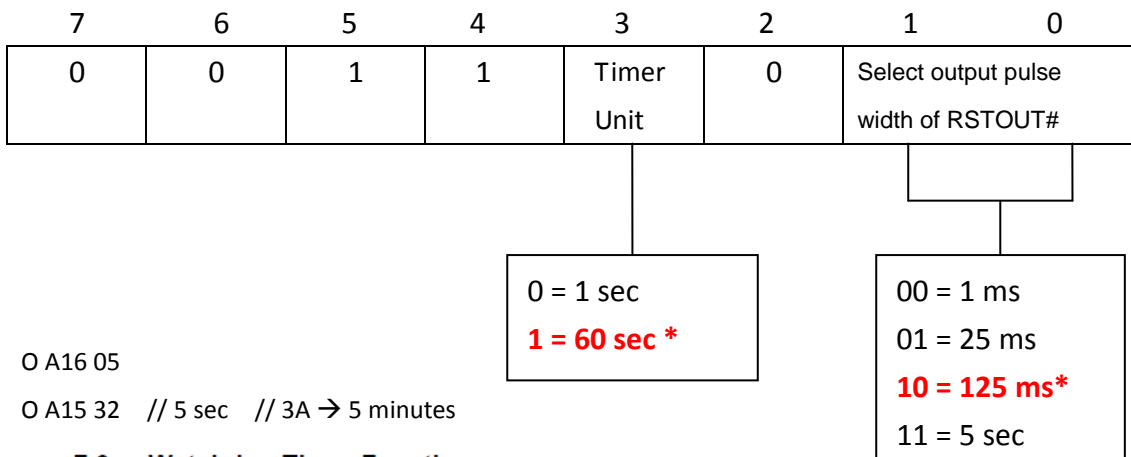 7 6 5 4 3 2 1 0
0 0 1 1 Timer Unit 0 Select output pulse width of RSTOUT#
0 = 1 sec
1 = 60 sec *
00 = 1 ms
01 = 25 ms
10 = 125 ms*
11 = 5 sec
O A16 05
O A15 32 // 5 sec // 3A → 5 minutes